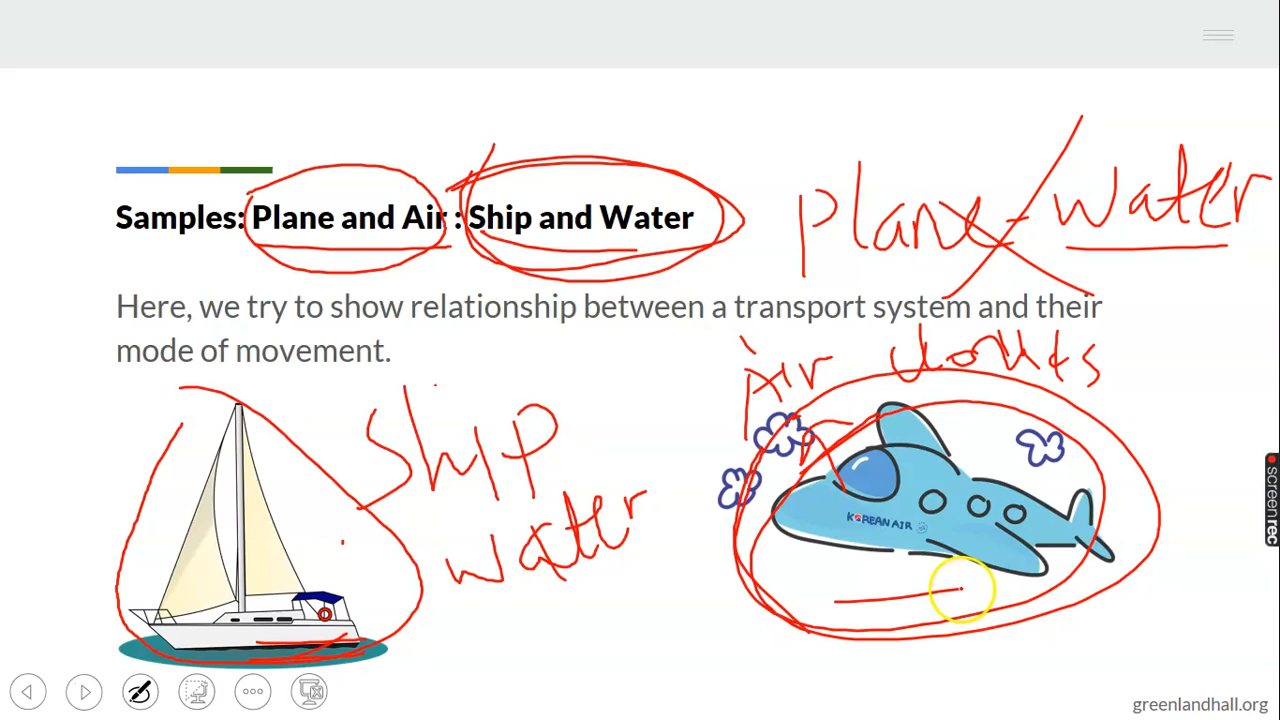 plane water
Samples: Plane and Air : Ship and Water
Here, we try to show relationship between a transport system and their
mode of movement.
Air
Ship
water
KOREAN AIR
screenrec
greenlandhall.org